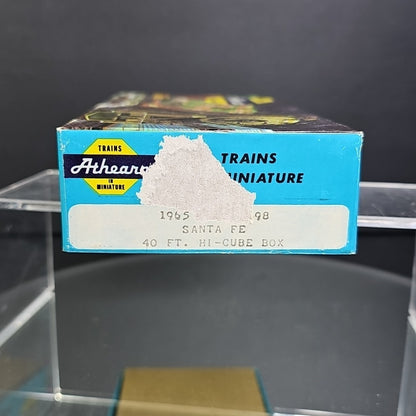 TRAINS
Athearn
IN
MINIATURE
TRAINS
MINIATURE
1965 98
SANTA FE
40 FT. HI-CUBE BOX